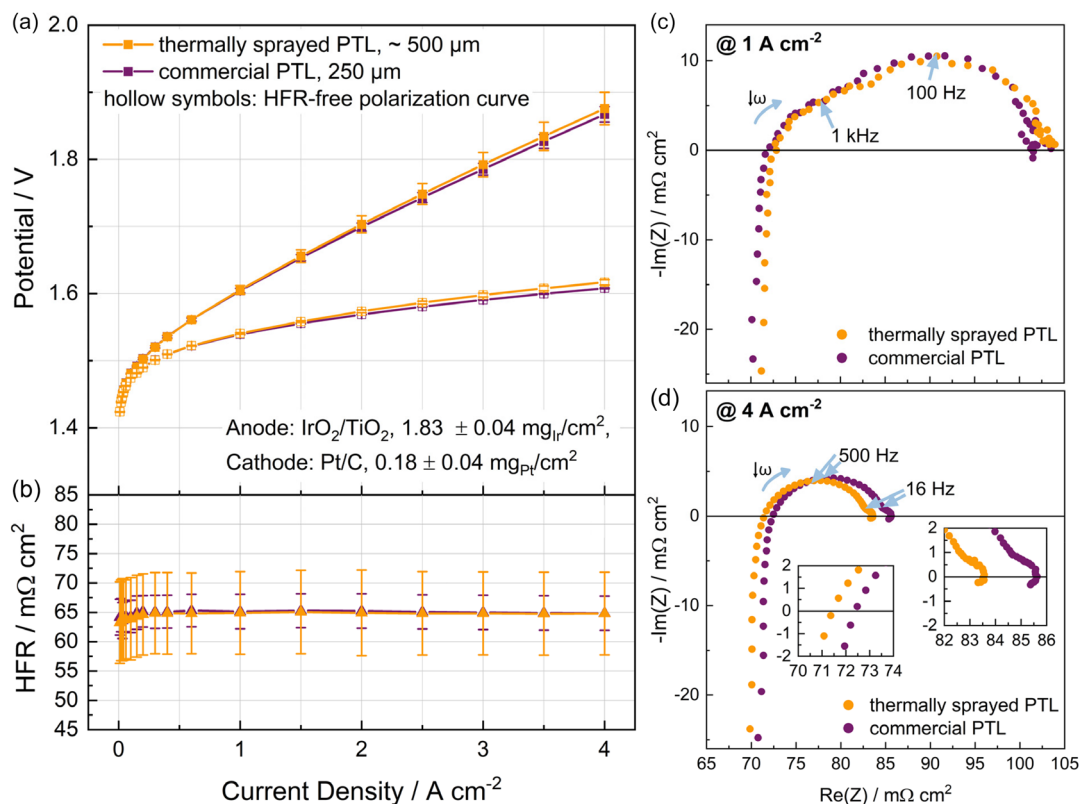 (a)
2.0
1.8
1.6
1.4
Potential / V
thermally sprayed PTL, ~ 500 µm
commercial PTL, 250 µm
hollow symbols: HFR-free polarization curve
Anode: IrO₂/TiO₂, 1.83 ± 0.04 mg_Ir/cm²,
Cathode: Pt/C, 0.18 ± 0.04 mg_Pt/cm²
(b)
85
80
75
70
65
60
55
50
45
HFR / mΩ cm²
0 1 2 3 4
Current Density / A cm⁻²
(c)
@ 1 A cm⁻²
10
0
-10
-20
-Im(Z) / mΩ cm²
↓ω
1 kHz
100 Hz
thermally sprayed PTL
commercial PTL
(d)
@ 4 A cm⁻²
10
0
-10
-20
-Im(Z) / mΩ cm²
↓ω
500 Hz
16 Hz
2
1
0
-1
-2
70 71 72 73 74
2
1
0
-1
-2
82 83 84 85 86
thermally sprayed PTL
commercial PTL
65 70 75 80 85 90 95 100 105
Re(Z) / mΩ cm²